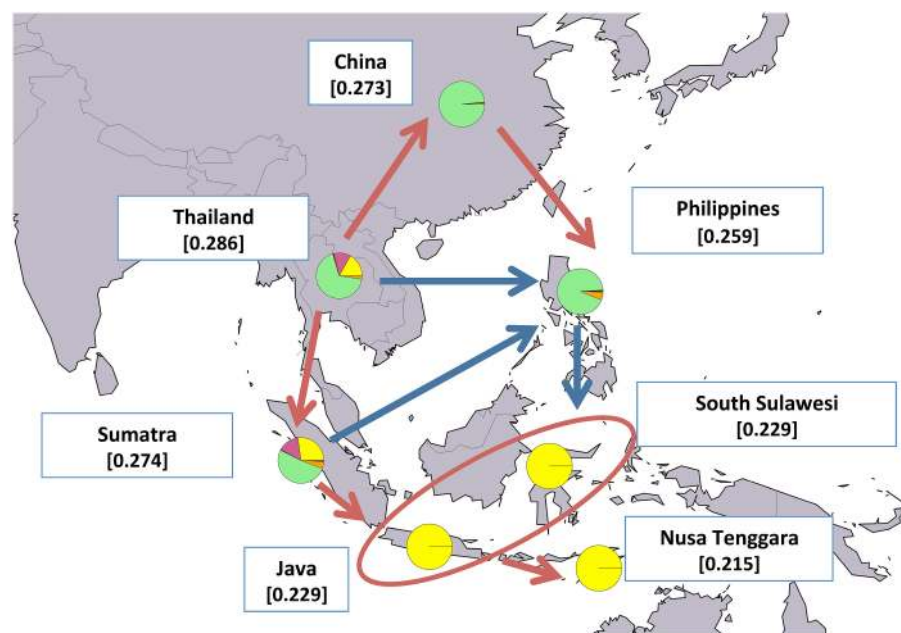 China
[0.273]
Thailand
[0.286]
Philippines
[0.259]
Sumatra
[0.274]
South Sulawesi
[0.229]
Java
[0.229]
Nusa Tenggara
[0.215]